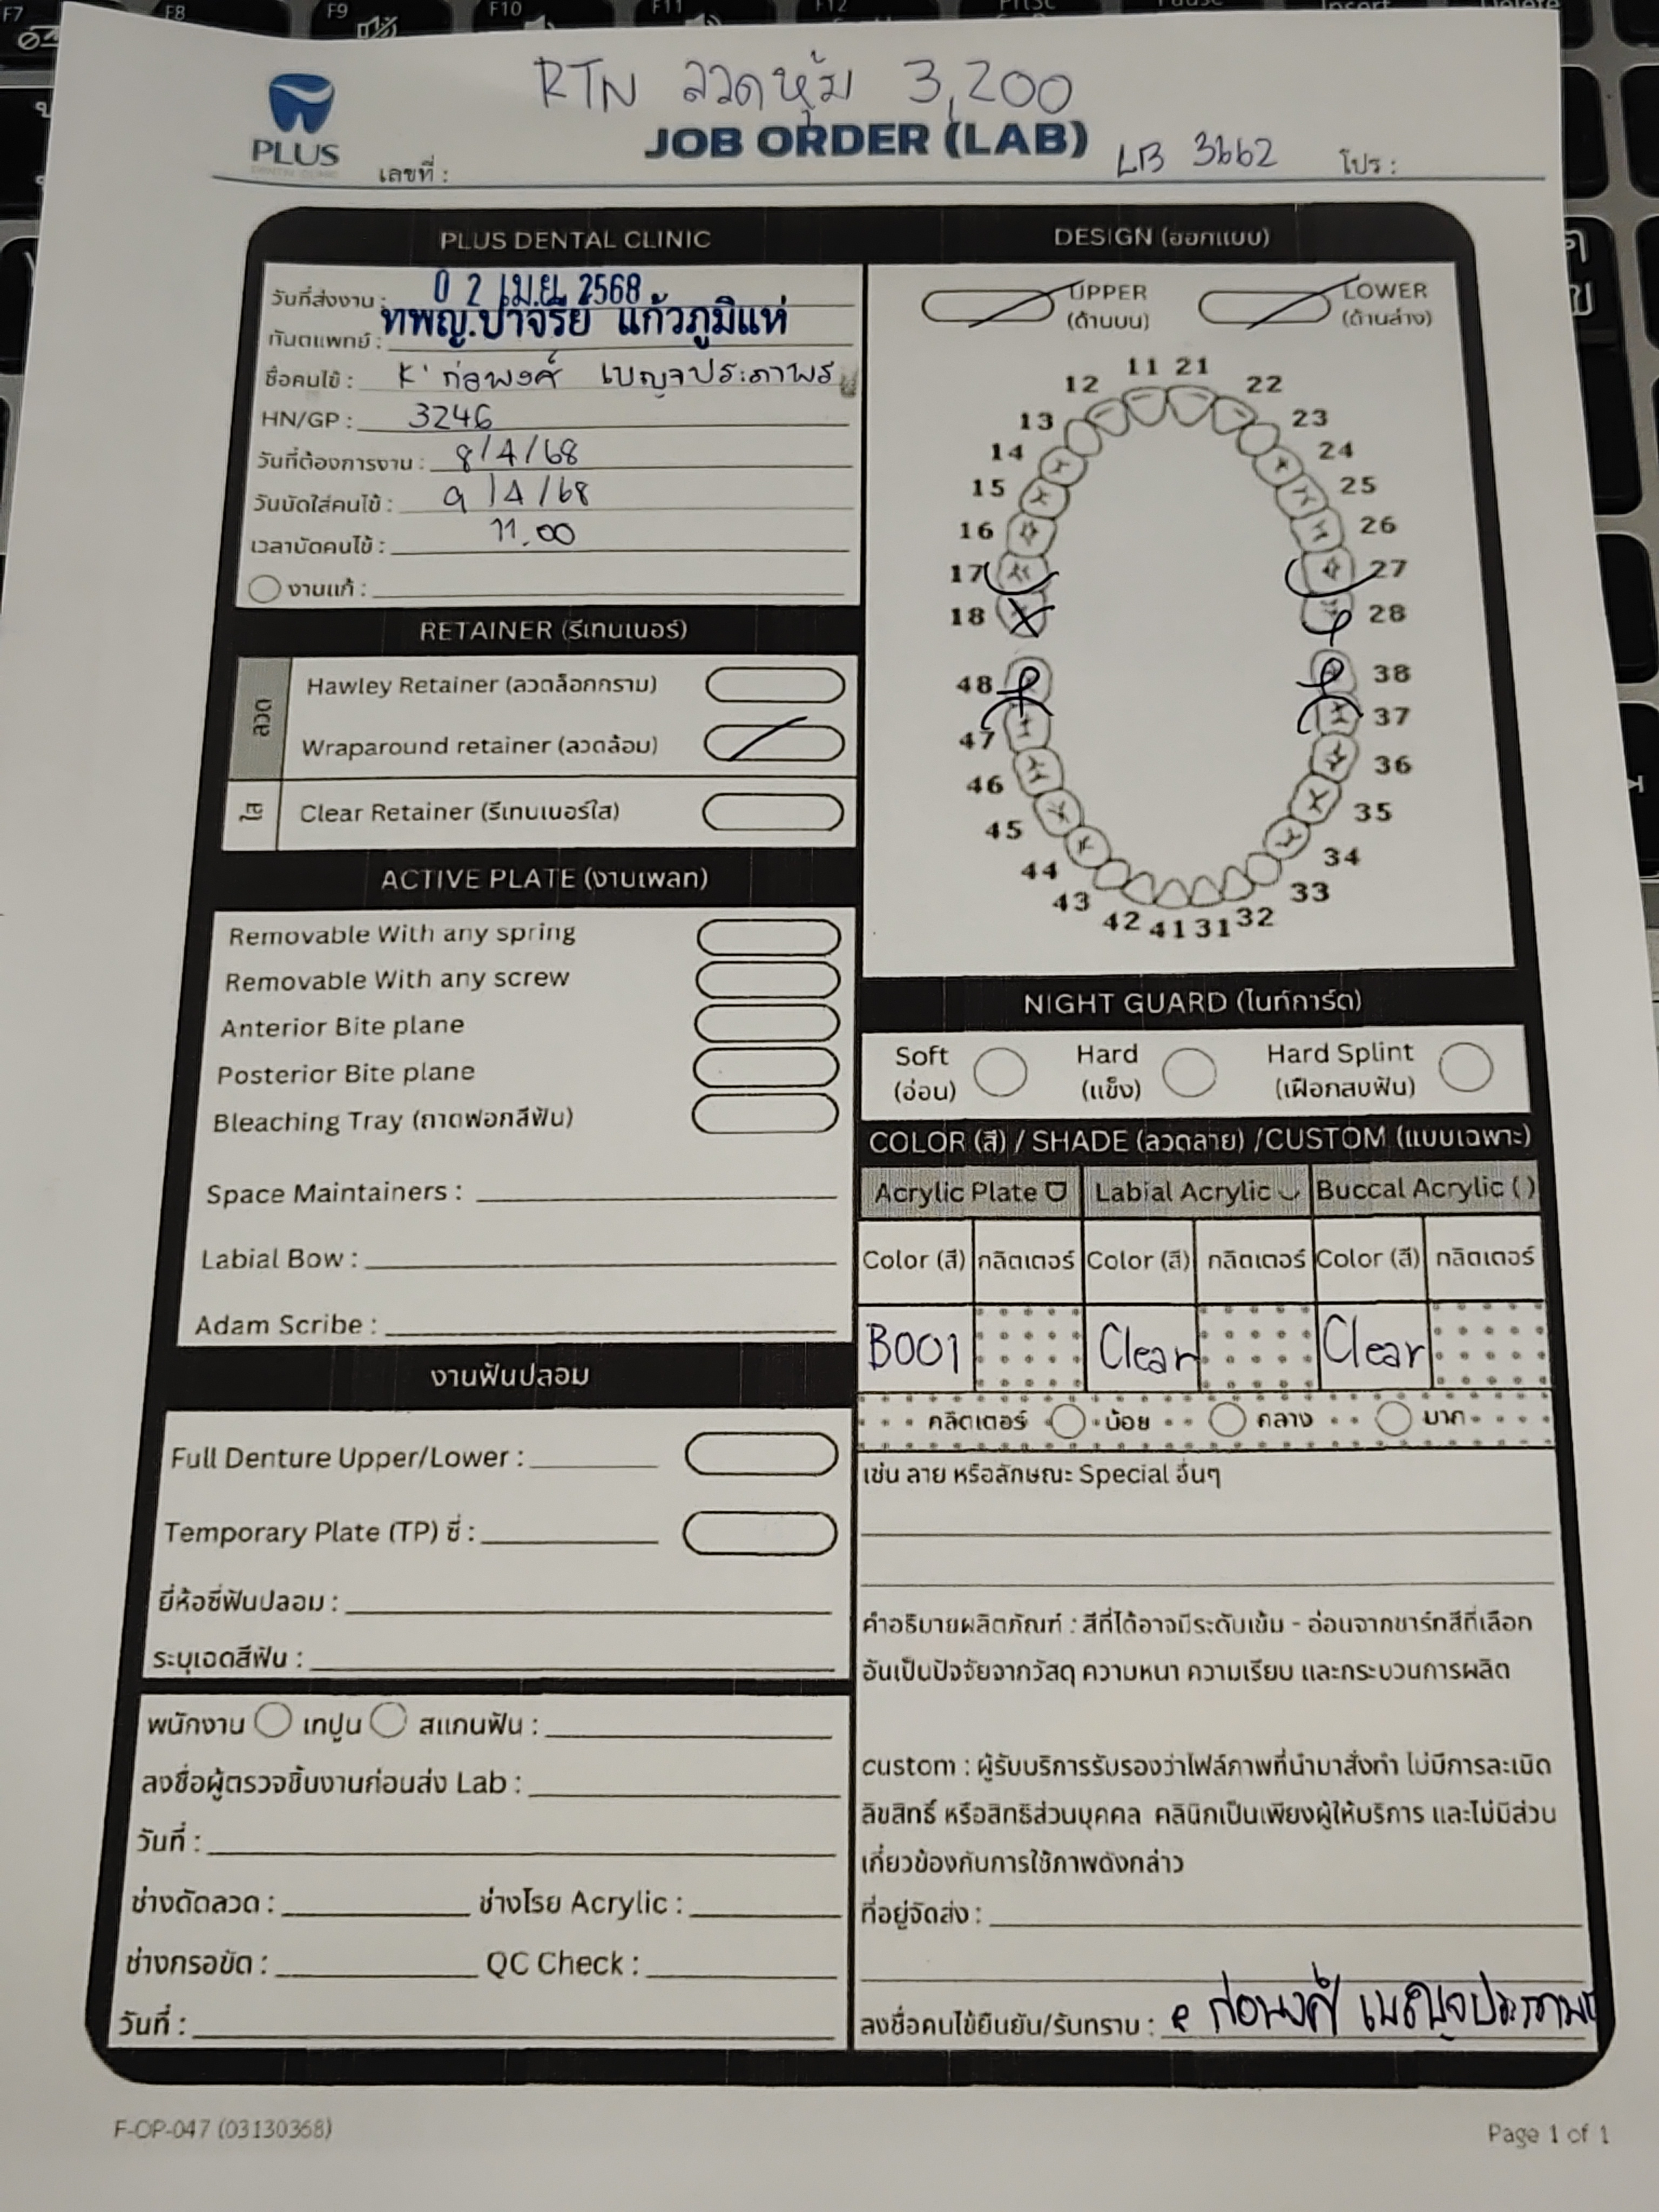 F7 F8 F9 F10 F11 F12 PrtSc Pause Insert Delete
RTN ลวดหุ้ม 3,200
PLUS
DENTAL CLINIC
เลขที่ :
JOB ORDER (LAB)
LB 3662
โปร :
PLUS DENTAL CLINIC
วันที่ส่งงาน : 0 2 เม.ย. 2568
ทันตแพทย์ : ทพญ.ปาจรีย์ แก้วภูมิแห่
ชื่อคนไข้ : K' ก่อพงศ์ เบญจประภาพร
HN/GP : 3246
วันที่ต้องการงาน : 8/4/68
วันนัดใส่คนไข้ : 9/4/68
เวลานัดคนไข้ : 11.00
งานแก้ :
RETAINER (รีเทนเนอร์)
ลวด
Hawley Retainer (ลวดล็อกกราม)
Wraparound retainer (ลวดล้อม)
ใส
Clear Retainer (รีเทนเนอร์ใส)
ACTIVE PLATE (งานเพลท)
Removable With any spring
Removable With any screw
Anterior Bite plane
Posterior Bite plane
Bleaching Tray (ถาดฟอกสีฟัน)
Space Maintainers :
Labial Bow :
Adam Scribe :
งานฟันปลอม
Full Denture Upper/Lower :
Temporary Plate (TP) ซี่ :
ยี่ห้อซี่ฟันปลอม :
ระบุเฉดสีฟัน :
พนักงาน เทปูน สแกนฟัน :
ลงชื่อผู้ตรวจชิ้นงานก่อนส่ง Lab :
วันที่ :
ช่างดัดลวด : ช่างโรย Acrylic :
ช่างกรอขัด : QC Check :
วันที่ :
DESIGN (ออกแบบ)
UPPER
(ด้านบน)
LOWER
(ด้านล่าง)
11 21
12 22
13 23
14 24
15 25
16 26
17 27
18 28
48 38
47 37
46 36
45 35
44 34
43 33
42 41 31 32
NIGHT GUARD (ไนท์การ์ด)
Soft
(อ่อน)
Hard
(แข็ง)
Hard Splint
(เฝือกสบฟัน)
COLOR (สี) / SHADE (ลวดลาย) /CUSTOM (แบบเฉพาะ)
Acrylic Plate Labial Acrylic Buccal Acrylic ( )
Color (สี) กลิตเตอร์ Color (สี) กลิตเตอร์ Color (สี) กลิตเตอร์
B001 Clear Clear
กลิตเตอร์ น้อย กลาง มาก
เช่น ลาย หรือลักษณะ Special อื่นๆ
คำอธิบายผลิตภัณฑ์ : สีที่ได้อาจมีระดับเข้ม - อ่อนจากชาร์ทสีที่เลือก
อันเป็นปัจจัยจากวัสดุ ความหนา ความเรียบ และกระบวนการผลิต
custom : ผู้รับบริการรับรองว่าไฟล์ภาพที่นำมาสั่งทำ ไม่มีการละเมิด
ลิขสิทธิ์ หรือสิทธิส่วนบุคคล คลินิกเป็นเพียงผู้ให้บริการ และไม่มีส่วน
เกี่ยวข้องกับการใช้ภาพดังกล่าว
ที่อยู่จัดส่ง :
ลงชื่อคนไข้ยืนยัน/รับทราบ : ก่อพงศ์ เบญจประภาพร
F-OP-047 (03130368)
Page 1 of 1